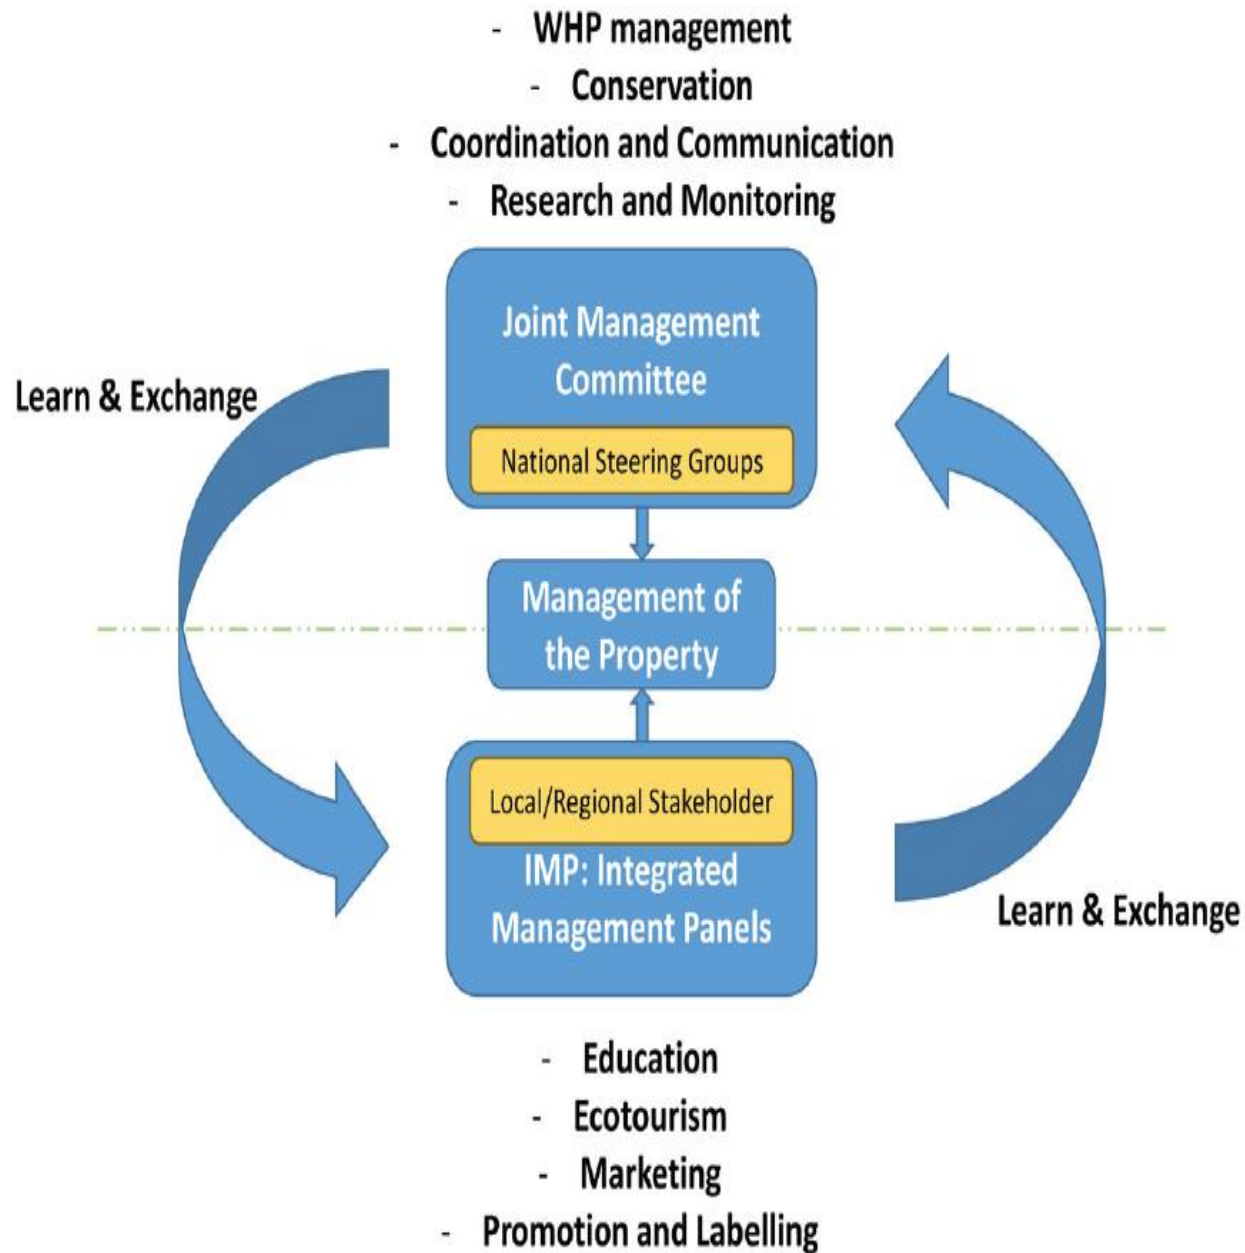 - WHP management
- Conservation
- Coordination and Communication
- Research and Monitoring
Joint Management
Committee
Learn & Exchange
National Steering Groups
Management of
the Property
Local/Regional Stakeholder
IMP: Integrated
Management Panels
Learn & Exchange
- Education
- Ecotourism
- Marketing
- Promotion and Labelling